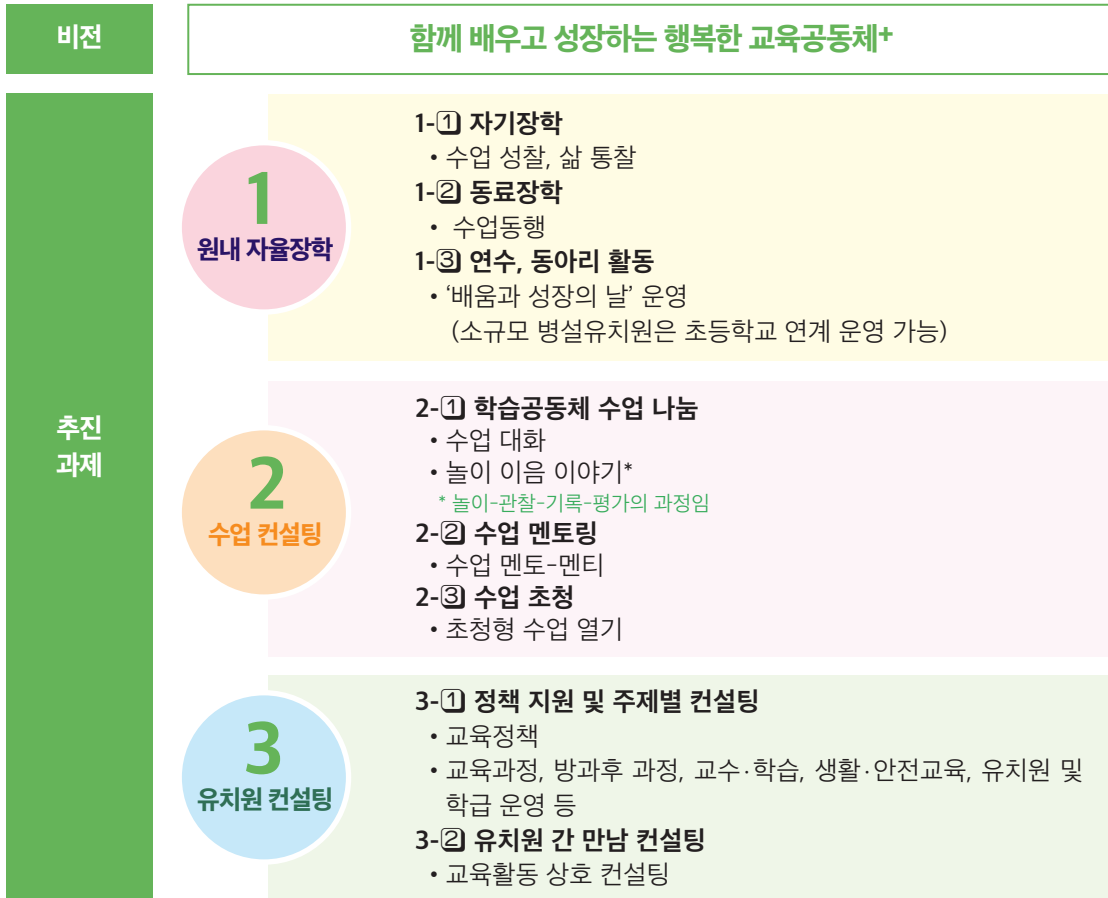 비전
함께 배우고 성장하는 행복한 교육공동체+
추진
과제
1
원내 자율장학
1-① 자기장학
• 수업 성찰, 삶 통찰
1-② 동료장학
• 수업동행
1-③ 연수, 동아리 활동
• ‘배움과 성장의 날’ 운영
(소규모 병설유치원은 초등학교 연계 운영 가능)
2
수업 컨설팅
2-① 학습공동체 수업 나눔
• 수업 대화
• 놀이 이음 이야기*
* 놀이-관찰-기록-평가의 과정임
2-② 수업 멘토링
• 수업 멘토-멘티
2-③ 수업 초청
• 초청형 수업 열기
3
유치원 컨설팅
3-① 정책 지원 및 주제별 컨설팅
• 교육정책
• 교육과정, 방과후 과정, 교수·학습, 생활·안전교육, 유치원 및
학급 운영 등
3-② 유치원 간 만남 컨설팅
• 교육활동 상호 컨설팅